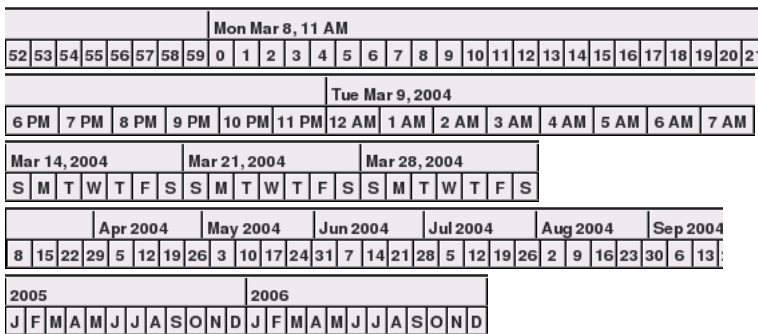 Mon Mar 8, 11 AM
52 53 54 55 56 57 58 59 0 1 2 3 4 5 6 7 8 9 10 11 12 13 14 15 16 17 18 19 20
Tue Mar 9, 2004
6 PM 7 PM 8 PM 9 PM 10 PM 11 PM 12 AM 1 AM 2 AM 3 AM 4 AM 5 AM 6 AM 7 AM
Mar 14, 2004 Mar 21, 2004 Mar 28, 2004
S M T W T F S S M T W T F S S M T W T F S
Apr 2004 May 2004 Jun 2004 Jul 2004 Aug 2004 Sep 2004
8 15 22 29 5 12 19 26 3 10 17 24 31 7 14 21 28 5 12 19 26 2 9 16 23 30 6 13
2005 2006
J F M A M J J A S O N D J F M A M J J A S O N D